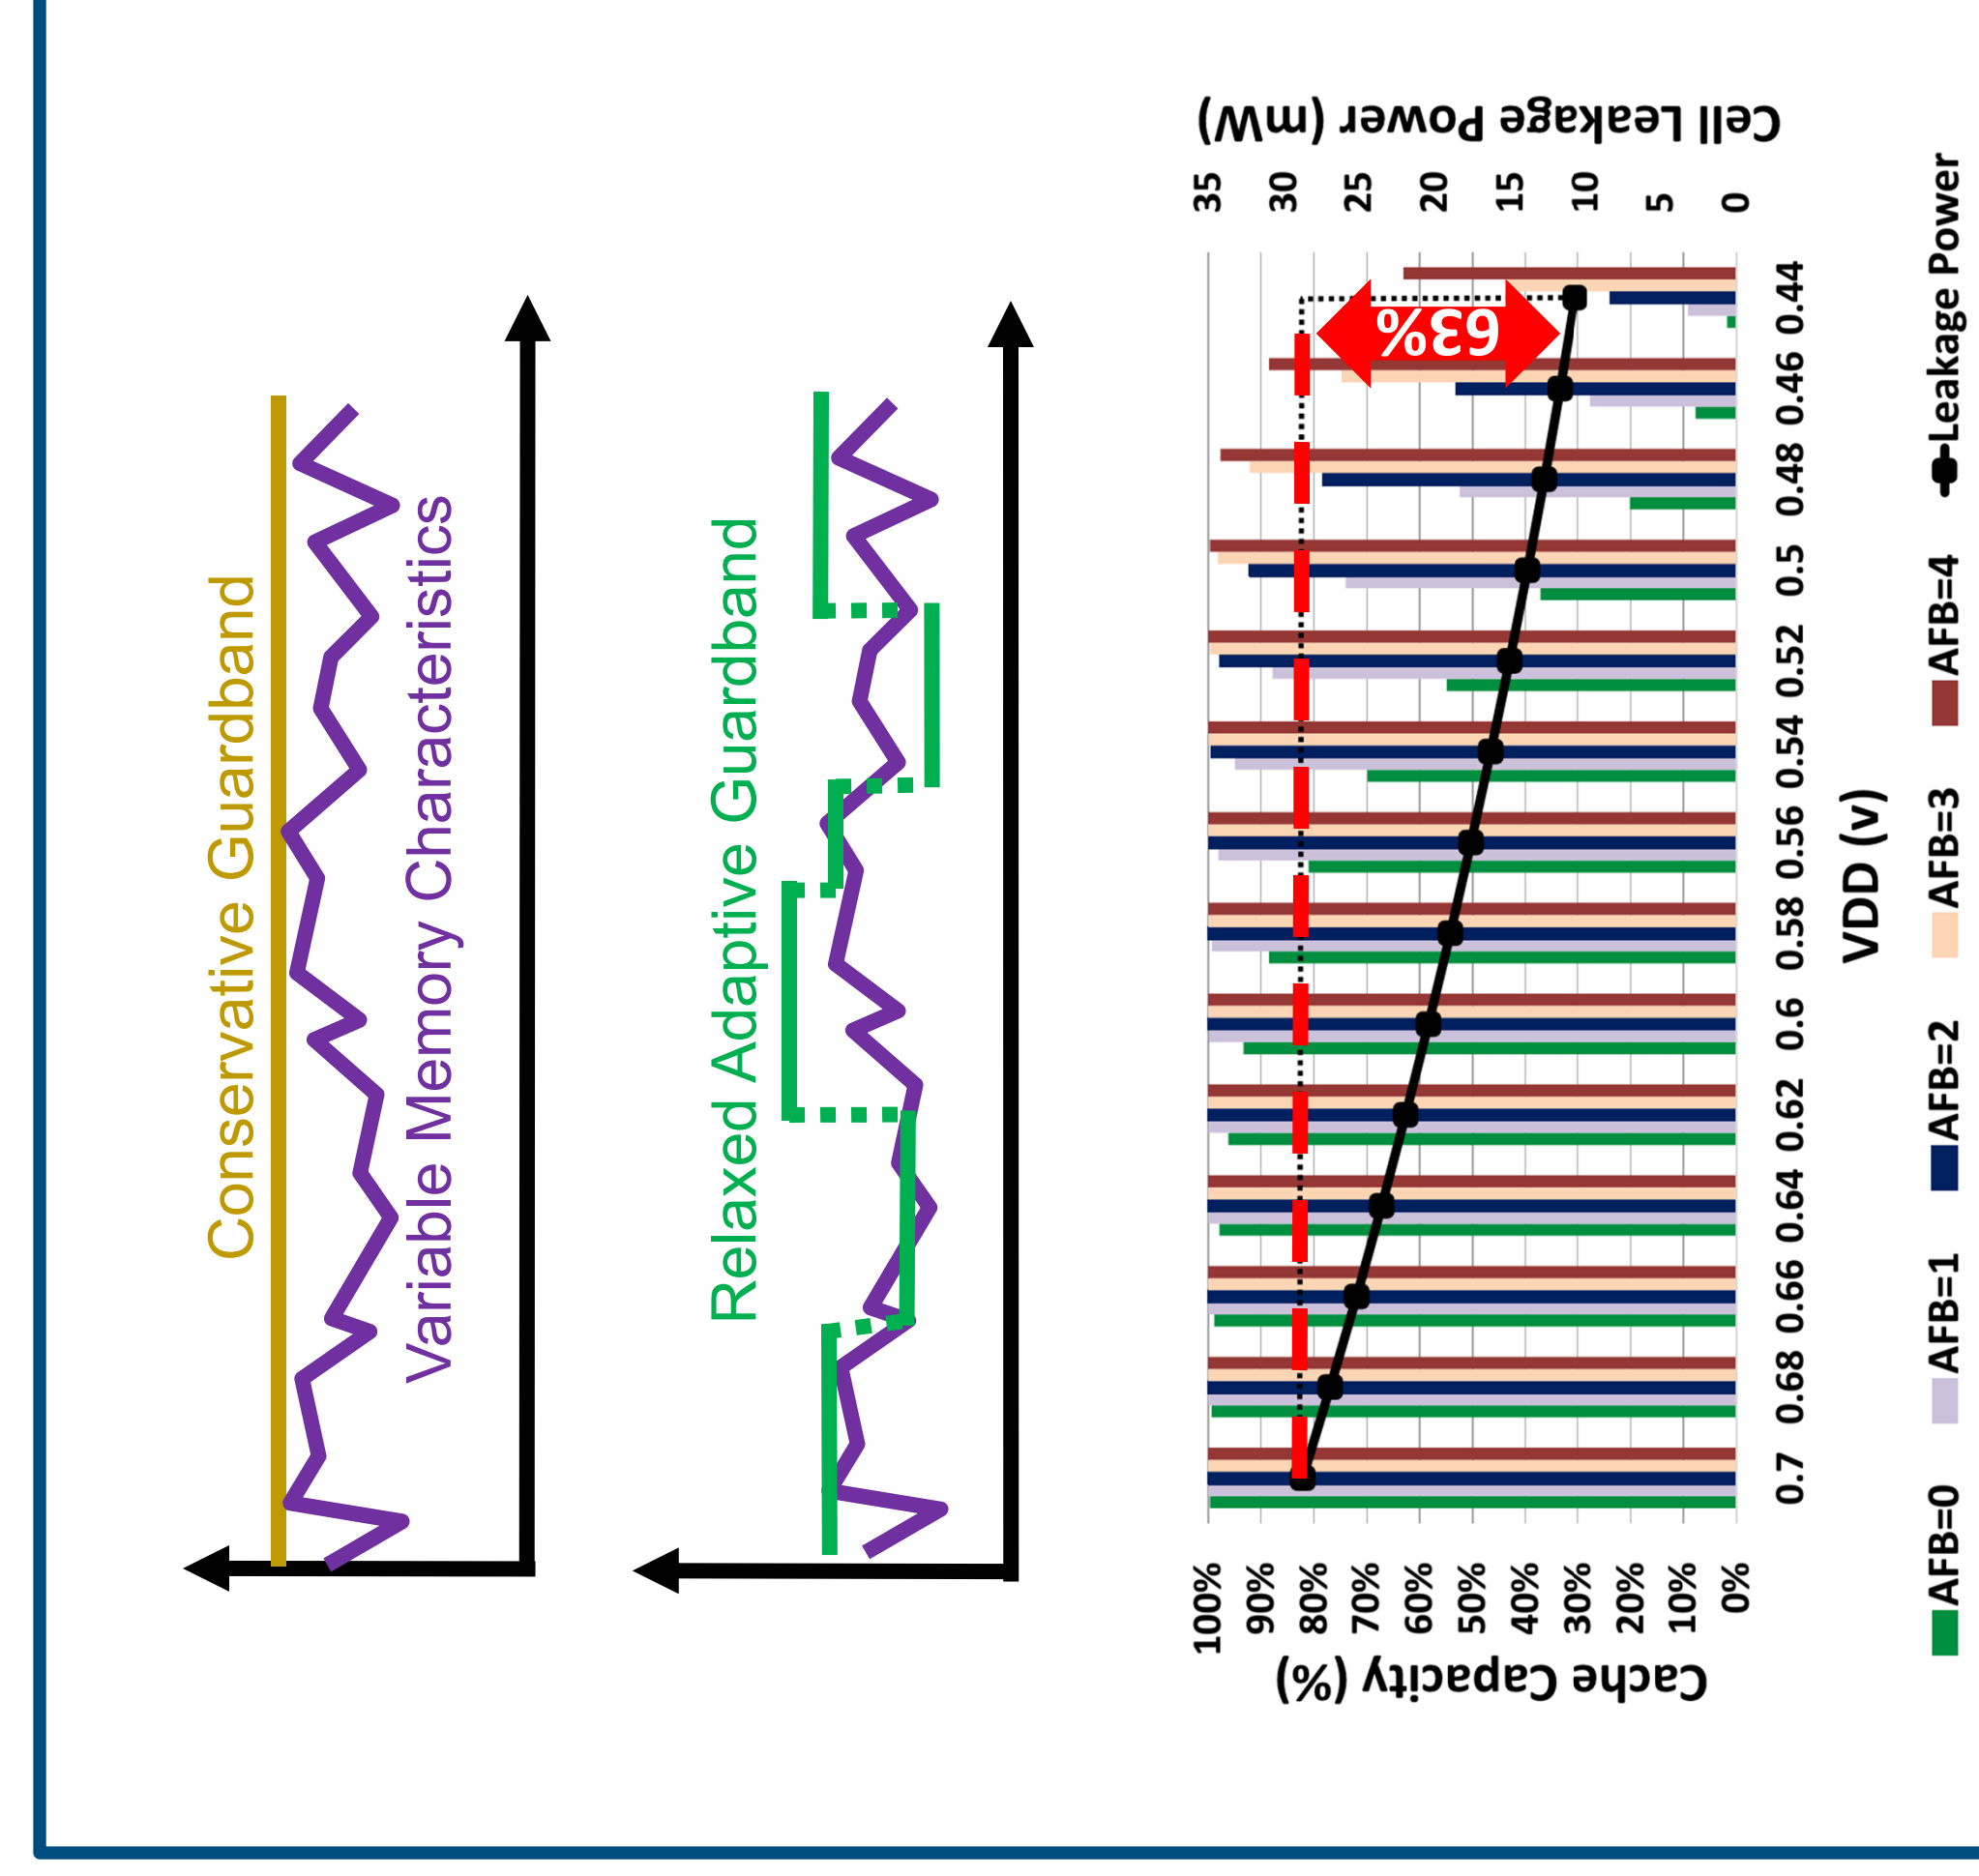 Conservative Guardband
Variable Memory Characteristics
Relaxed Adaptive Guardband
Cache Capacity (%)
100%
90%
80%
70%
60%
50%
40%
30%
20%
10%
0%
63%
Cell Leakage Power (mW)
35
30
25
20
15
10
5
0
0.7 0.68 0.66 0.64 0.62 0.6 0.58 0.56 0.54 0.52 0.5 0.48 0.46 0.44
VDD (v)
AFB=0 AFB=1 AFB=2 AFB=3 AFB=4 Leakage Power